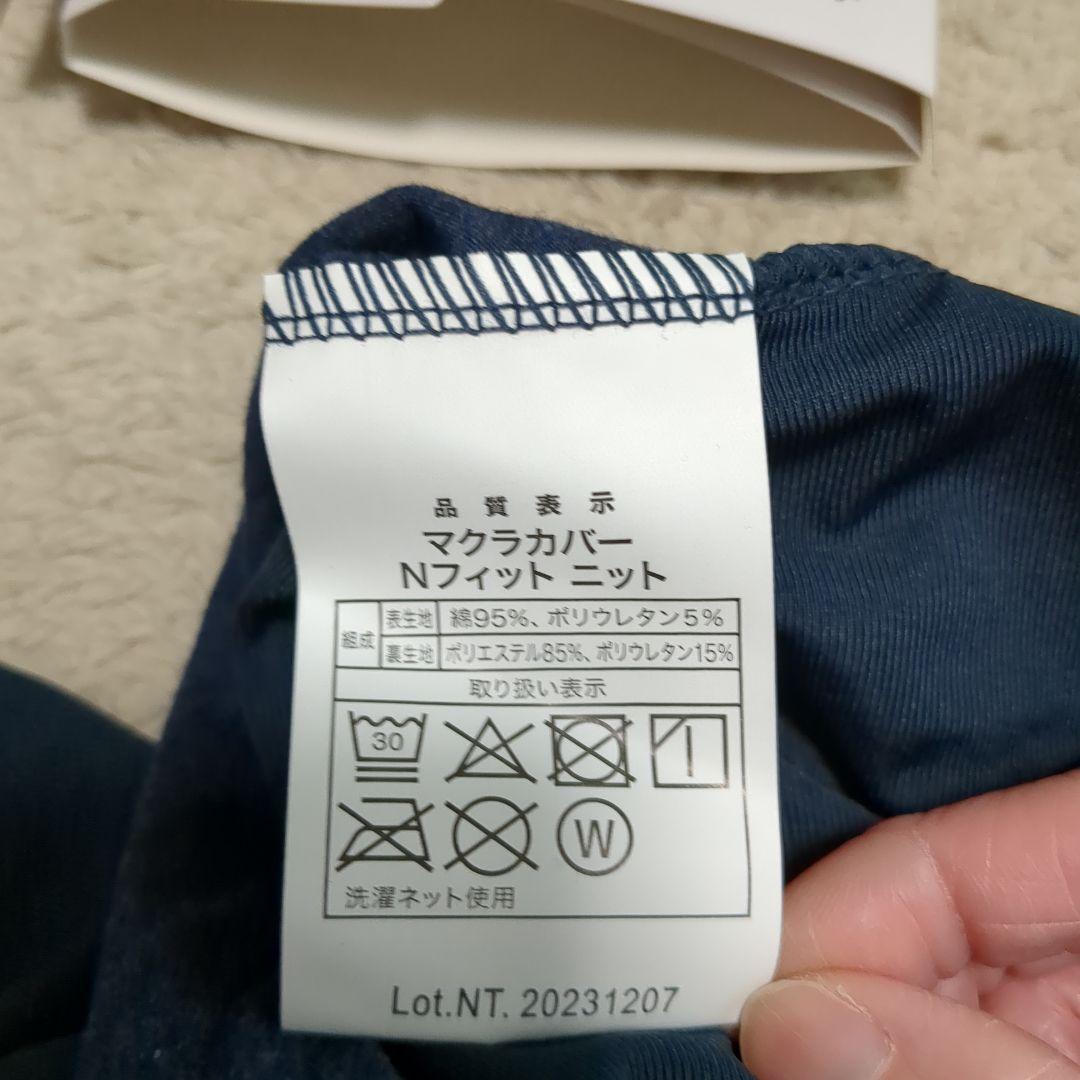 品質表示
マクラカバー
Nフィット ニット
組成 表生地 綿95%、ポリウレタン5%
裏生地 ポリエステル85%、ポリウレタン15%
取り扱い表示
30
W
洗濯ネット使用
Lot.NT. 20231207